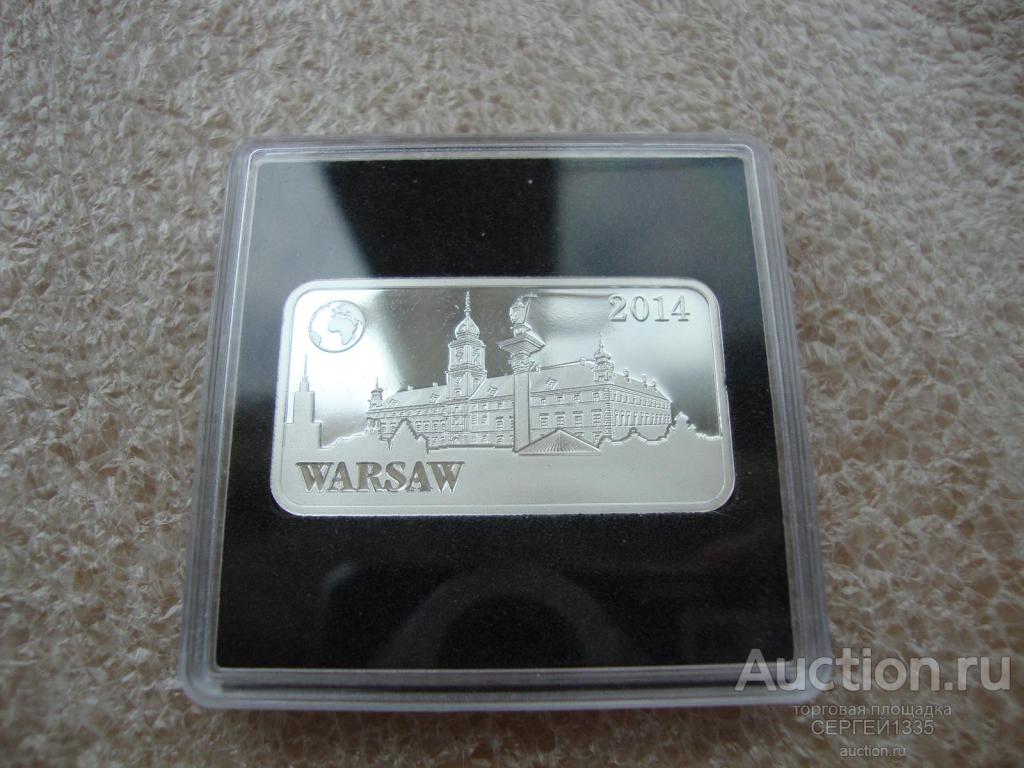 2014
WARSAW
Auction.ru
торговая площадка
СЕРГЕЙ1335
auction.ru